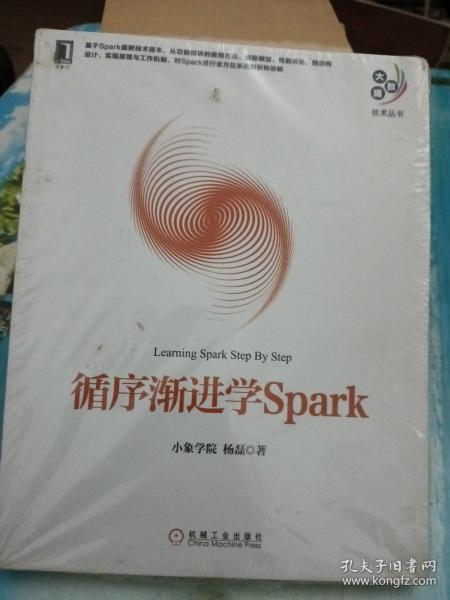 基于Spark最新技术版本，从功能模块的使用方法、编程模型、性能优化、源码
设计、实现原理与工作机制，对Spark进行全方位系统剖析和讲解
大数据
技术丛书
Learning Spark Step By Step
循序渐进学Spark
小象学院 杨磊◎著
机械工业出版社
China Machine Press
孔夫子旧书网
www.kongfz.com